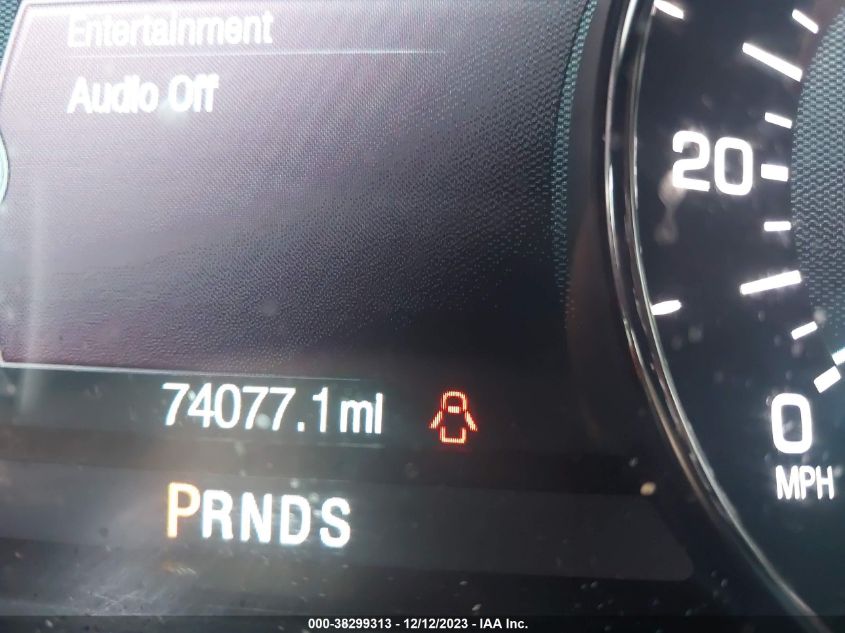 Entertainment
Audio Off
20
74077.1 mi
0
MPH
PRNDS
000-38299313 - 12/12/2023 - IAA Inc.